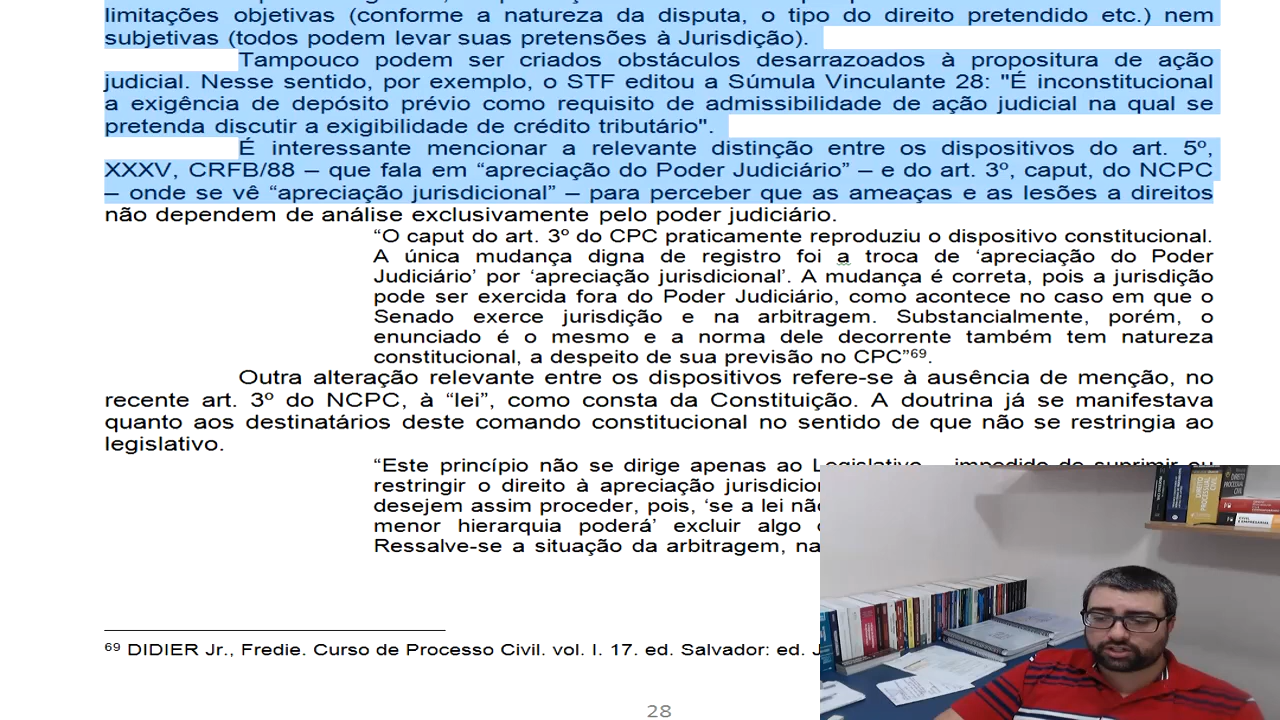 limitações objetivas (conforme a natureza da disputa, o tipo do direito pretendido etc.) nem
subjetivas (todos podem levar suas pretensões à Jurisdição).
Tampouco podem ser criados obstáculos desarrazoados à propositura de ação
judicial. Nesse sentido, por exemplo, o STF editou a Súmula Vinculante 28: "É inconstitucional
a exigência de depósito prévio como requisito de admissibilidade de ação judicial na qual se
pretenda discutir a exigibilidade de crédito tributário".
É interessante mencionar a relevante distinção entre os dispositivos do art. 5º,
XXXV, CRFB/88 – que fala em “apreciação do Poder Judiciário” – e do art. 3º, caput, do NCPC
– onde se vê “apreciação jurisdicional” – para perceber que as ameaças e as lesões a direitos
não dependem de análise exclusivamente pelo poder judiciário.
“O caput do art. 3º do CPC praticamente reproduziu o dispositivo constitucional.
A única mudança digna de registro foi a troca de ‘apreciação do Poder
Judiciário’ por ‘apreciação jurisdicional’. A mudança é correta, pois a jurisdição
pode ser exercida fora do Poder Judiciário, como acontece no caso em que o
Senado exerce jurisdição e na arbitragem. Substancialmente, porém, o
enunciado é o mesmo e a norma dele decorrente também tem natureza
constitucional, a despeito de sua previsão no CPC”⁶⁹.
Outra alteração relevante entre os dispositivos refere-se à ausência de menção, no
recente art. 3º do NCPC, à “lei”, como consta da Constituição. A doutrina já se manifestava
quanto aos destinatários deste comando constitucional no sentido de que não se restringia ao
legislativo.
“Este princípio não se dirige apenas ao Legislativo – impedido de suprimir ou
restringir o direito à apreciação
desejem assim proceder, pois, ‘se a lei não
menor hierarquia poderá’ excluir algo
Ressalve-se a situação da arbitragem,
⁶⁹ DIDIER Jr., Fredie. Curso de Processo Civil. vol. I. 17. ed. Salvador: ed.
28
DIREITO PROCESSUAL CIVIL